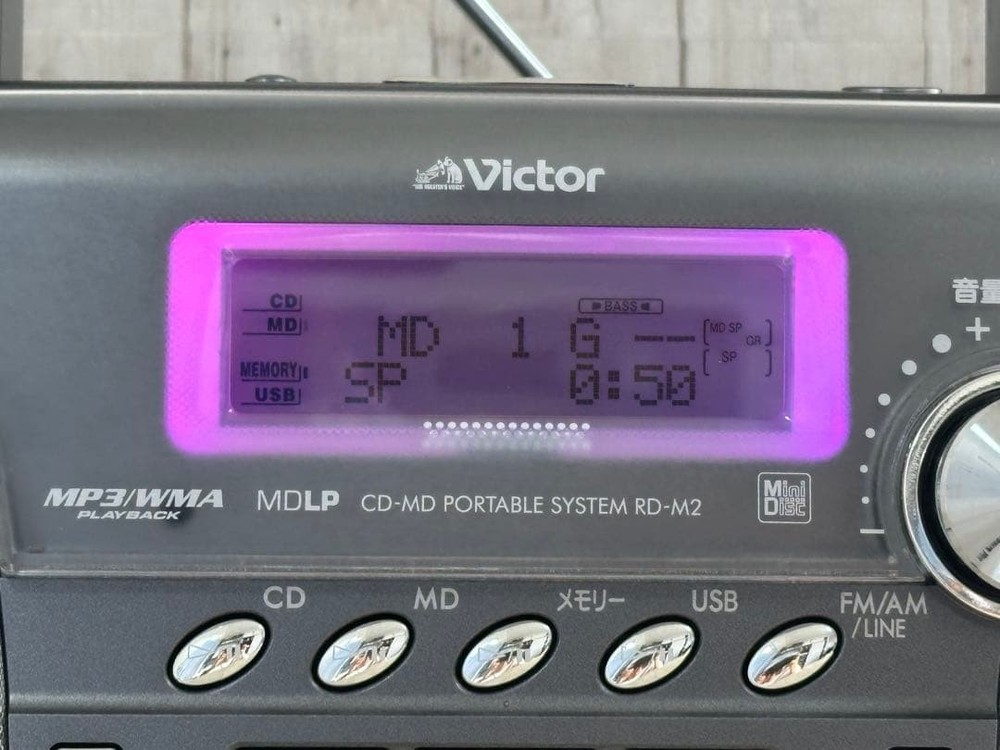 "HIS MASTER'S VOICE"
Victor
CD
BASS
MD
MD 1 G --
MD SP
GR
MEMORY
SP
SP 0:50
USB
MP3/WMA
PLAYBACK
MDLP
CD-MD PORTABLE SYSTEM RD-M2
Mini
Disc
音量
+
−
CD
MD
メモリー
USB
FM/AM
/LINE